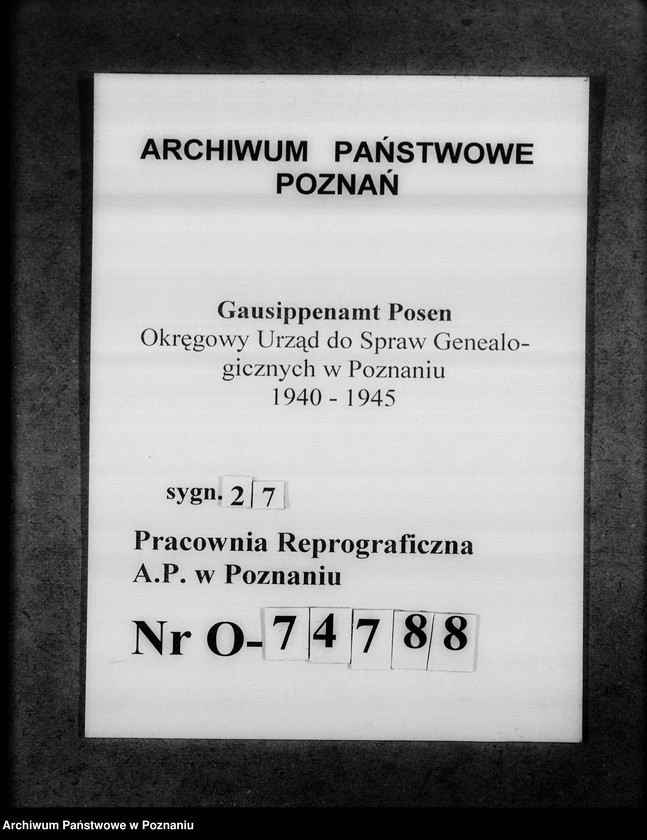 ARCHIWUM PAŃSTWOWE
POZNAŃ
Gausippenamt Posen
Okręgowy Urząd do Spraw Genealo-
gicznych w Poznaniu
1940 - 1945
sygn. 27
Pracownia Reprograficzna
A.P. w Poznaniu
Nr O-74788
Archiwum Państwowe w Poznaniu